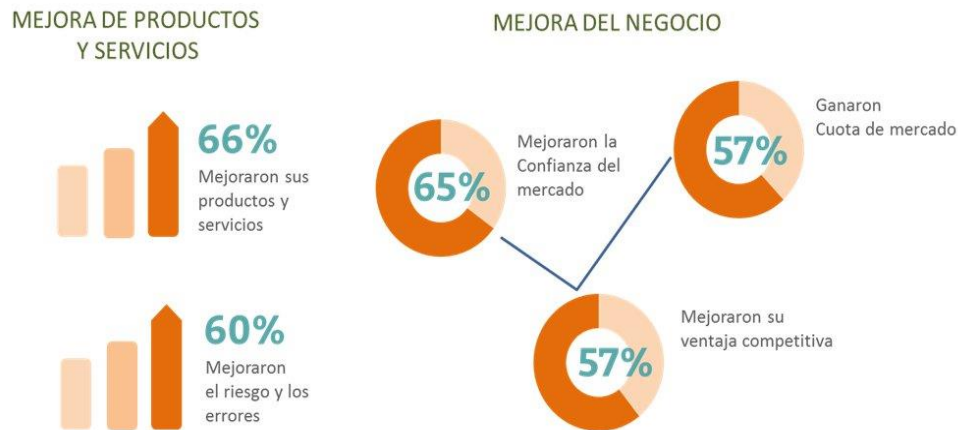 MEJORA DE PRODUCTOS
Y SERVICIOS
66%
Mejoraron sus
productos y
servicios
60%
Mejoraron
el riesgo y los
errores
MEJORA DEL NEGOCIO
65%
Mejoraron la
Confianza del
mercado
57%
Ganaron
Cuota de mercado
57%
Mejoraron su
ventaja competitiva